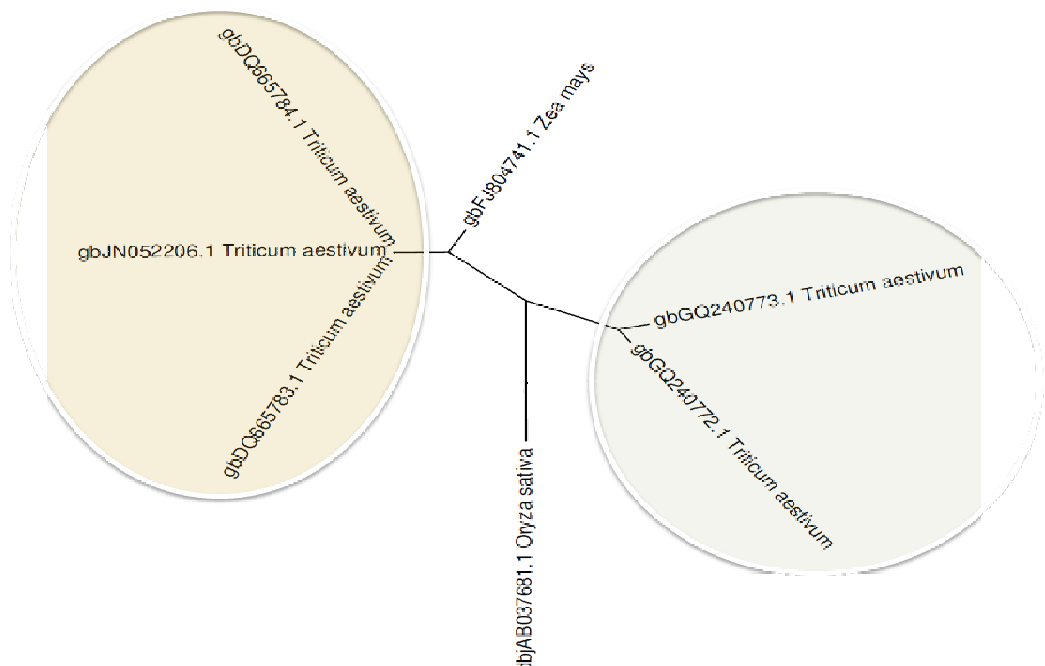 gbDQ665784.1 Triticum aestivum
gbFJ804741.1 Zea mays
gbJN052206.1 Triticum aestivum
gbDQ665783.1 Triticum aestivum
gbGQ240773.1 Triticum aestivum
gbGQ240772.1 Triticum aestivum
dbjAB037681.1 Oryza sativa